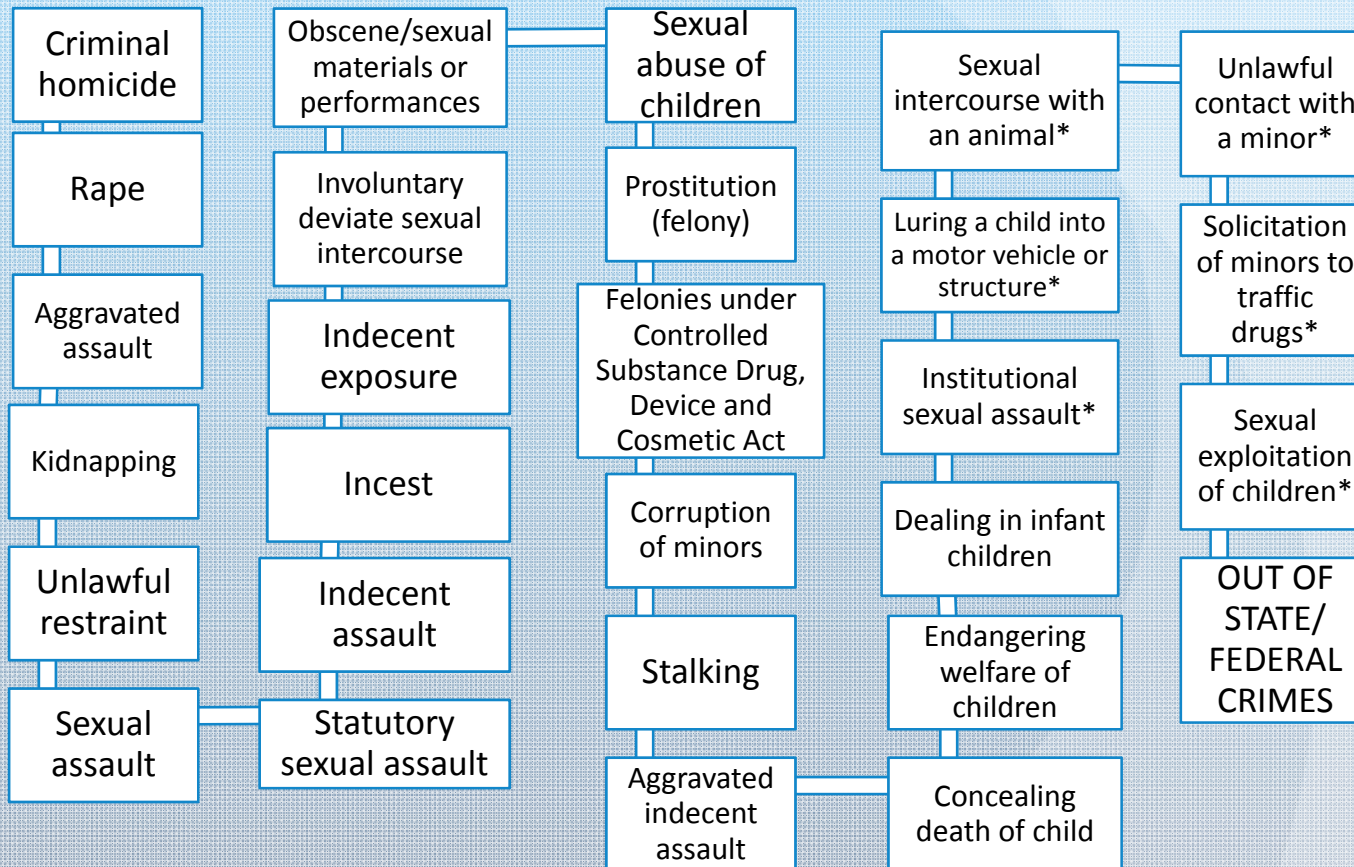 Criminal
homicide
Rape
Aggravated
assault
Kidnapping
Unlawful
restraint
Sexual
assault
Statutory
sexual assault
Indecent
assault
Incest
Indecent
exposure
Involuntary
deviate sexual
intercourse
Obscene/sexual
materials or
performances
Sexual
abuse of
children
Prostitution
(felony)
Felonies under
Controlled
Substance Drug,
Device and
Cosmetic Act
Corruption
of minors
Stalking
Aggravated
indecent
assault
Concealing
death of child
Endangering
welfare of
children
Dealing in infant
children
Institutional
sexual assault*
Luring a child into
a motor vehicle or
structure*
Sexual
intercourse with
an animal*
Unlawful
contact with
a minor*
Solicitation
of minors to
traffic
drugs*
Sexual
exploitation
of children*
OUT OF
STATE/
FEDERAL
CRIMES